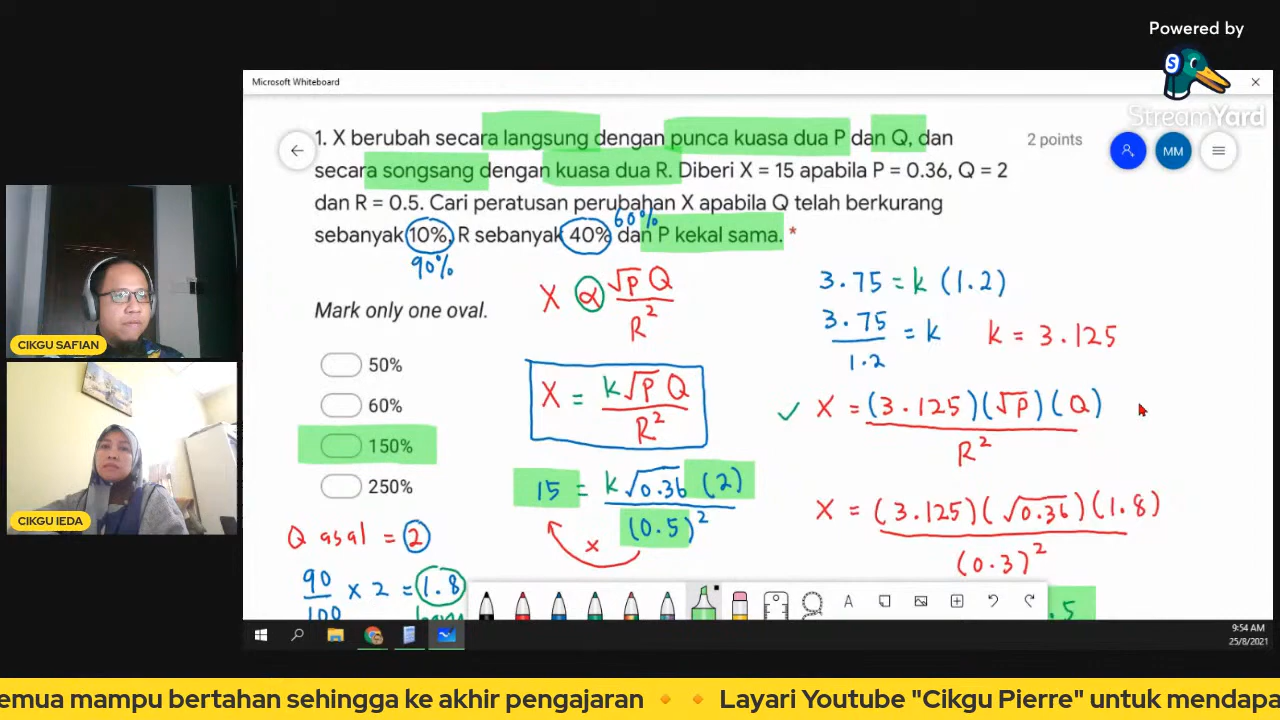 Powered by
StreamYard
Microsoft Whiteboard
1. X berubah secara langsung dengan punca kuasa dua P dan Q, dan
secara songsang dengan kuasa dua R. Diberi X = 15 apabila P = 0.36, Q = 2
dan R = 0.5. Cari peratusan perubahan X apabila Q telah berkurang
sebanyak 10%, R sebanyak 40% dan P kekal sama. *
2 points
MM
60%
90%
Mark only one oval.
50%
60%
150%
250%
X ∝ √P Q / R²
X = k√P Q / R²
15 = k√0.36 (2) / (0.5)²
x
Q asal = 2
90/100 x 2 = 1.8
baru
3.75 = k (1.2)
3.75/1.2 = k k = 3.125
✓ X = (3.125)(√P)(Q) / R²
X = (3.125)(√0.36)(1.8) / (0.3)²
.5
A
CIKGU SAFIAN
CIKGU IEDA
9:54 AM
25/8/2021
emua mampu bertahan sehingga ke akhir pengajaran 🔸 🔸 Layari Youtube "Cikgu Pierre" untuk mendapa